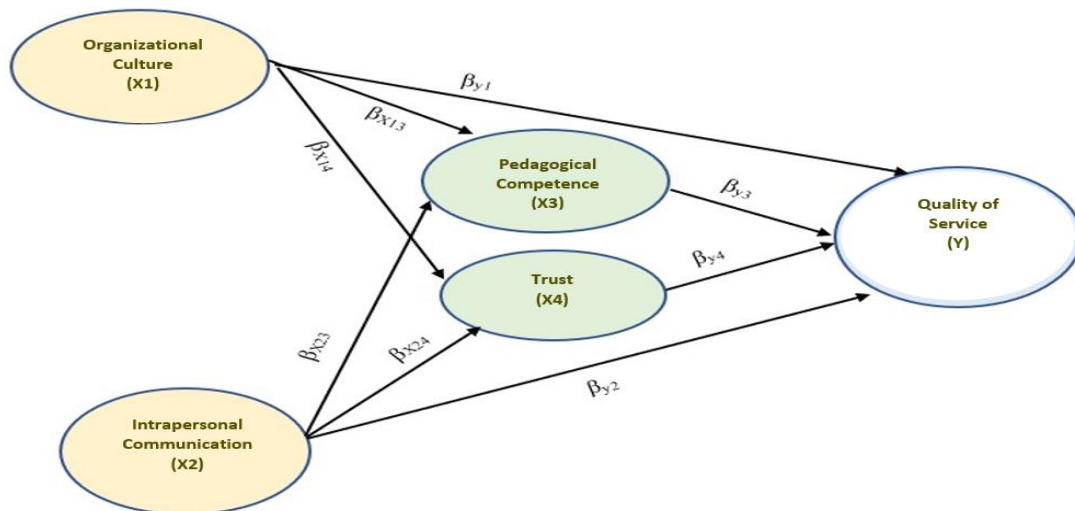 Organizational
Culture
(X1)
βy1
βX13
βX14
Pedagogical
Competence
(X3)
βy3
Quality of
Service
(Y)
Trust
(X4)
βy4
βX23
βX24
βy2
Intrapersonal
Communication
(X2)